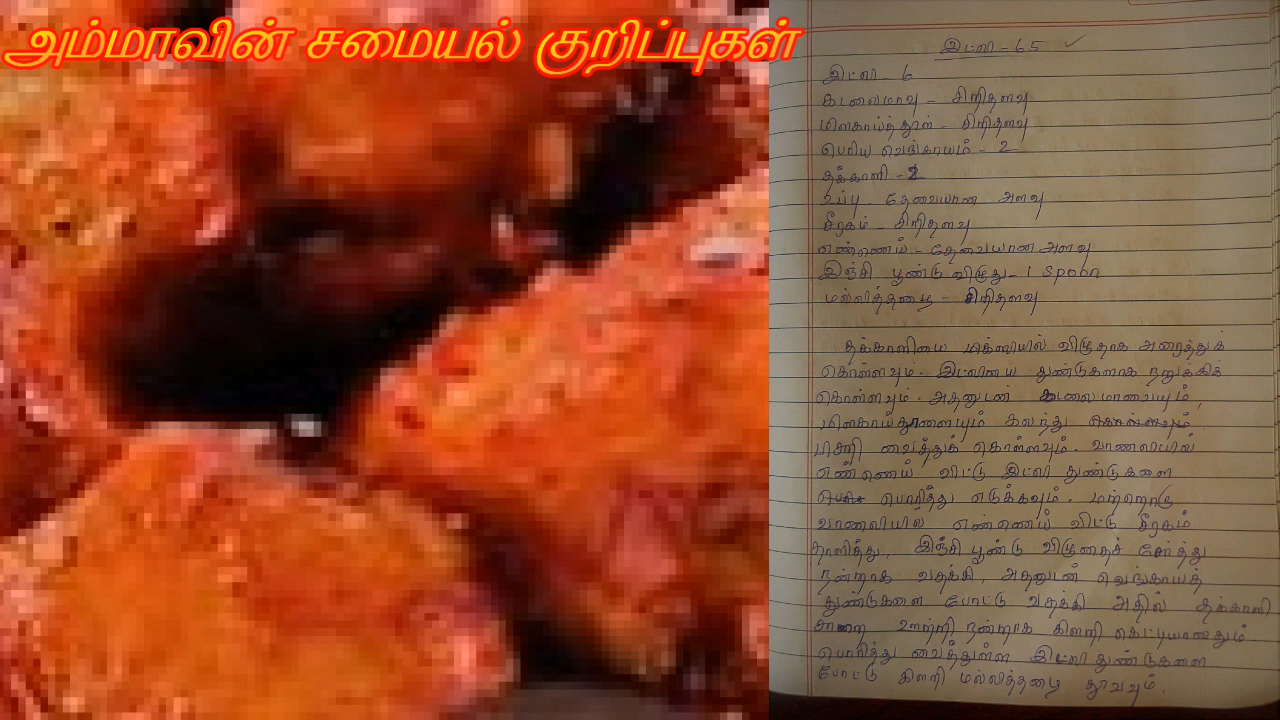 அம்மாவின் சமையல் குறிப்புகள்
இட்லி - 65
இட்லி - 6
கடலைமாவு - சிறிதளவு
மிளகாய்த்தூள் - சிறிதளவு
பெரிய வெங்காயம் - 2
தக்காளி - 2
உப்பு - தேவையான அளவு
சீரகம் - சிறிதளவு
எண்ணெய் - தேவையான அளவு
இஞ்சி பூண்டு விழுது - 1 Spoon
மல்லித்தழை - சிறிதளவு
தக்காளியை மிக்ஸியில் விழுதாக அரைத்துக்
கொள்ளவும். இட்லியை துண்டுகளாக நறுக்கிக்
கொள்ளவும். அதனுடன் கடலைமாவையும்,
மிளகாய்தூளையும் கலந்து கொள்ளவும்
பிசறி வைத்துக் கொள்ளவும். வாணலியில்
எண்ணெய் விட்டு இட்லி துண்டுகளை
பொரித்து எடுக்கவும். மற்றொரு
வாணலியில் எண்ணெய் விட்டு சீரகம்
தாளித்து, இஞ்சி பூண்டு விழுதைச் சேர்த்து
நன்றாக வதக்கி, அதனுடன் வெங்காயத்
துண்டுகளை போட்டு வதக்கி அதில் தக்காளி
சாறை ஊற்றி நன்றாக கிளறி கெட்டியானதும்
பொரித்து வைத்துள்ள இட்லி துண்டுகளை
போட்டு கிளறி மல்லித்தழை தூவவும்.